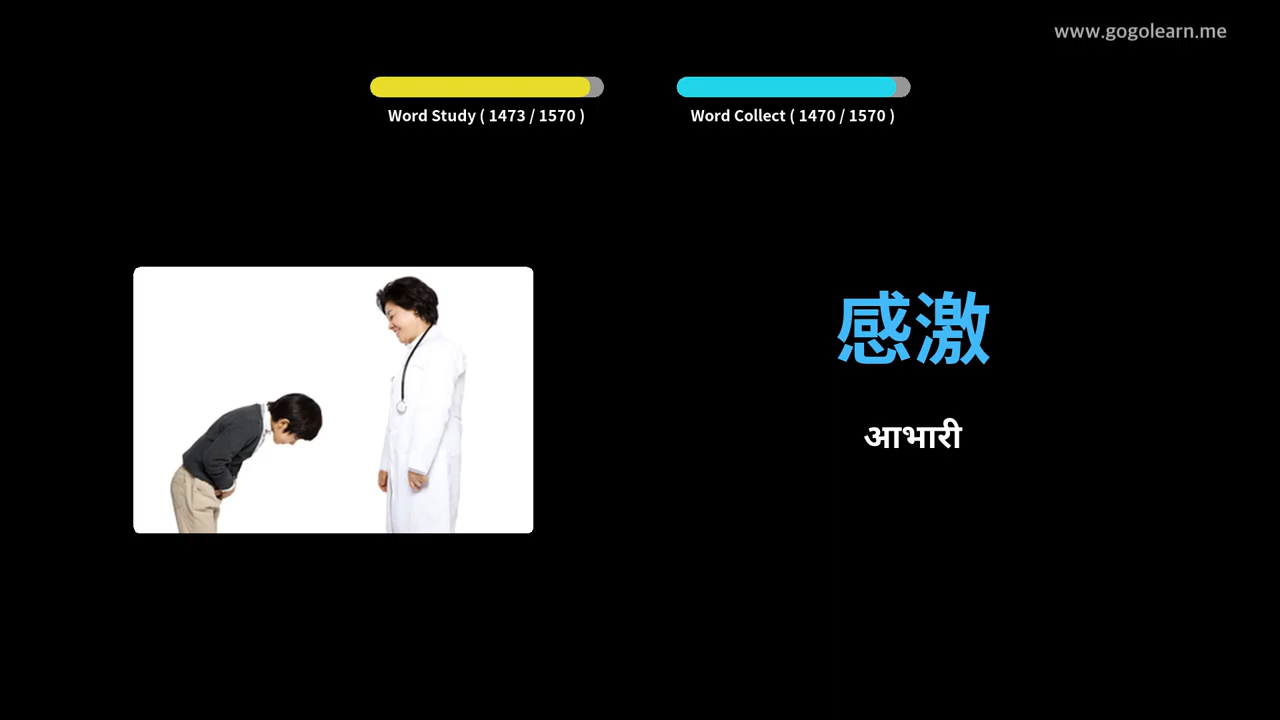 www.gogolearn.me
Word Study ( 1473 / 1570 )
Word Collect ( 1470 / 1570 )
感激
आभारी